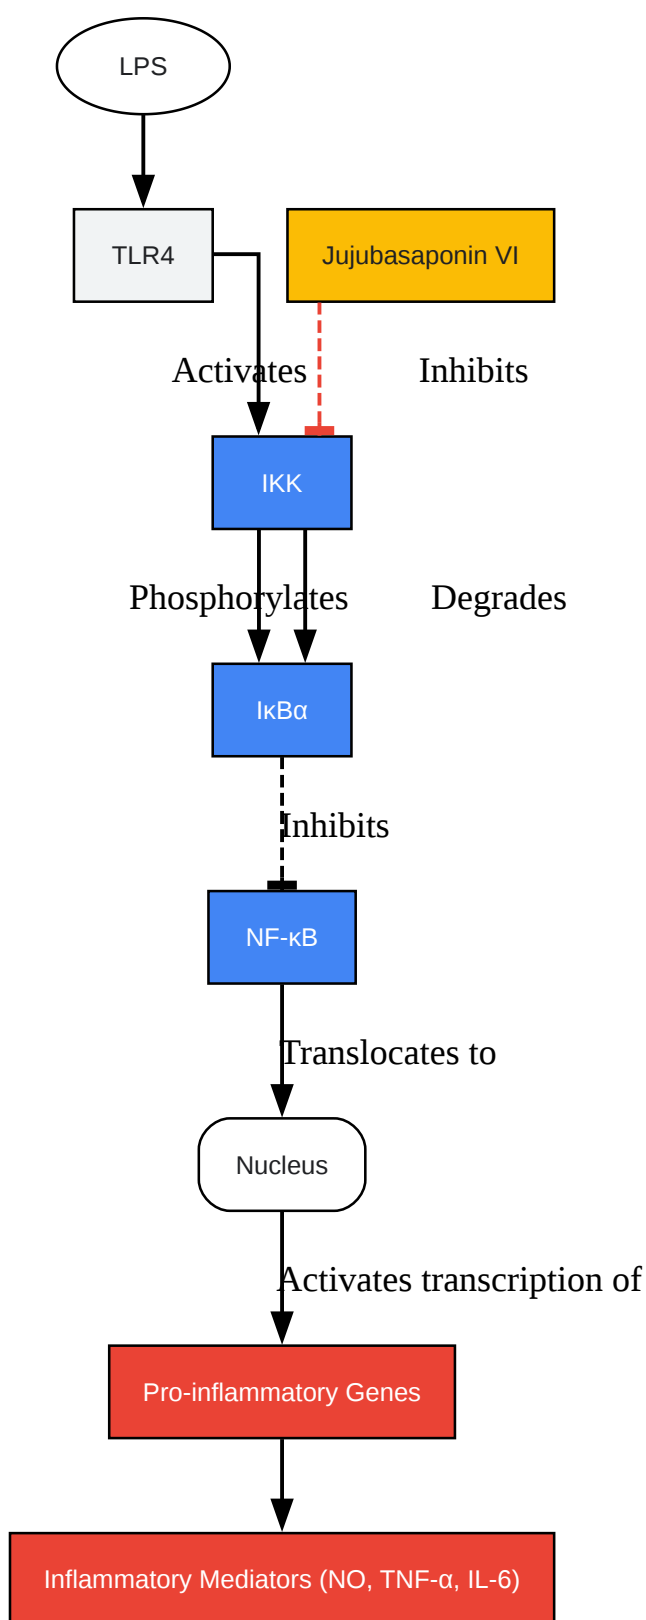 LPS
TLR4
Jujubasaponin VI
Activates
Inhibits
IKK
Phosphorylates
Degrades
IκBα
Inhibits
NF-κB
Translocates to
Nucleus
Activates transcription of
Pro-inflammatory Genes
Inflammatory Mediators (NO, TNF-α, IL-6)